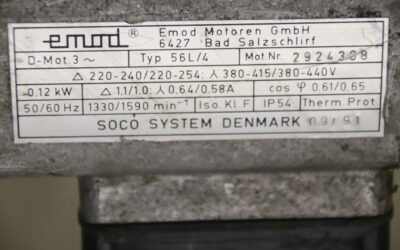 emod® Emod Motoren GmbH
6427 Bad Salzschlirf
D-Mot. 3 ~ Typ 56L/4 Mot.Nr. 2924308
△ 220-240/220-254; ⅄ 380-415/380-440V
0,12 kW △ 1,1/1,0; ⅄ 0,64/0,58A cos φ 0,61/0,65
50/60 Hz 1330/1590 min⁻¹ Iso.Kl.F IP54 Therm.Prot
SOCO SYSTEM DENMARK 09/91